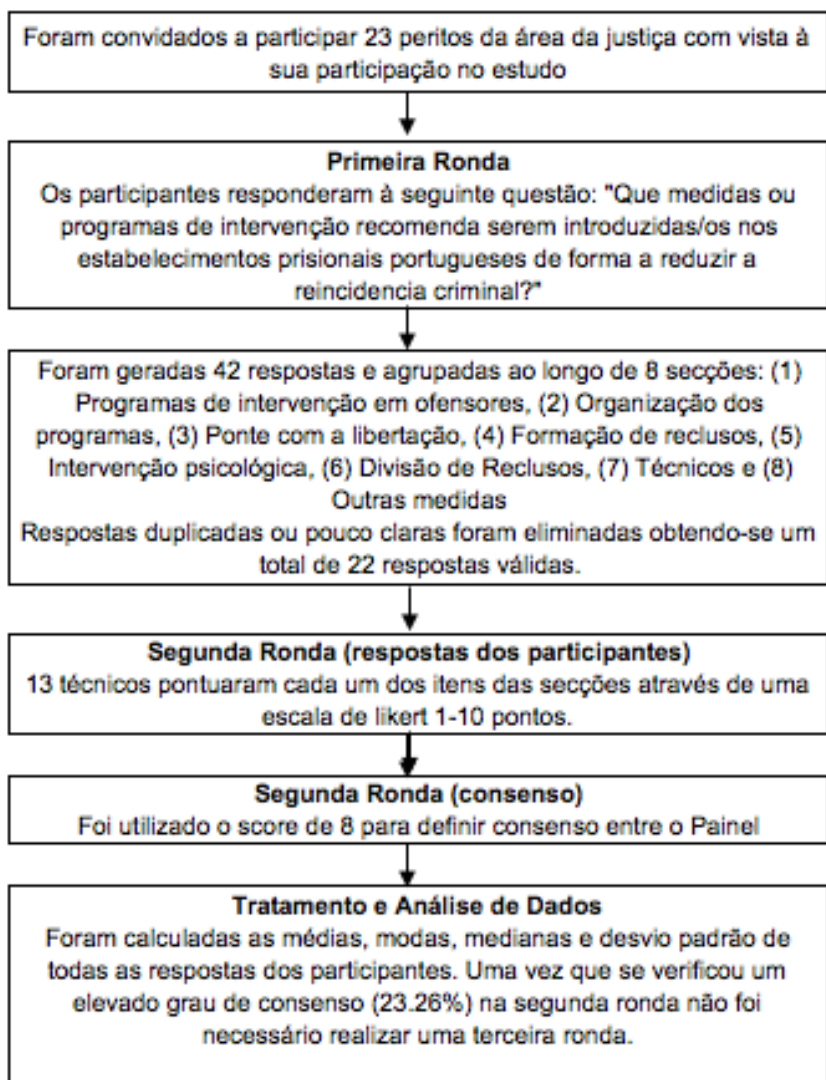 Foram convidados a participar 23 peritos da área da justiça com vista à
sua participação no estudo
Primeira Ronda
Os participantes responderam à seguinte questão: "Que medidas ou
programas de intervenção recomenda serem introduzidas/os nos
estabelecimentos prisionais portugueses de forma a reduzir a
reincidencia criminal?"
Foram geradas 42 respostas e agrupadas ao longo de 8 secções: (1)
Programas de intervenção em ofensores, (2) Organização dos
programas, (3) Ponte com a libertação, (4) Formação de reclusos, (5)
Intervenção psicológica, (6) Divisão de Reclusos, (7) Técnicos e (8)
Outras medidas
Respostas duplicadas ou pouco claras foram eliminadas obtendo-se um
total de 22 respostas válidas.
Segunda Ronda (respostas dos participantes)
13 técnicos pontuaram cada um dos itens das secções através de uma
escala de likert 1-10 pontos.
Segunda Ronda (consenso)
Foi utilizado o score de 8 para definir consenso entre o Painel
Tratamento e Análise de Dados
Foram calculadas as médias, modas, medianas e desvio padrão de
todas as respostas dos participantes. Uma vez que se verificou um
elevado grau de consenso (23.26%) na segunda ronda não foi
necessário realizar uma terceira ronda.